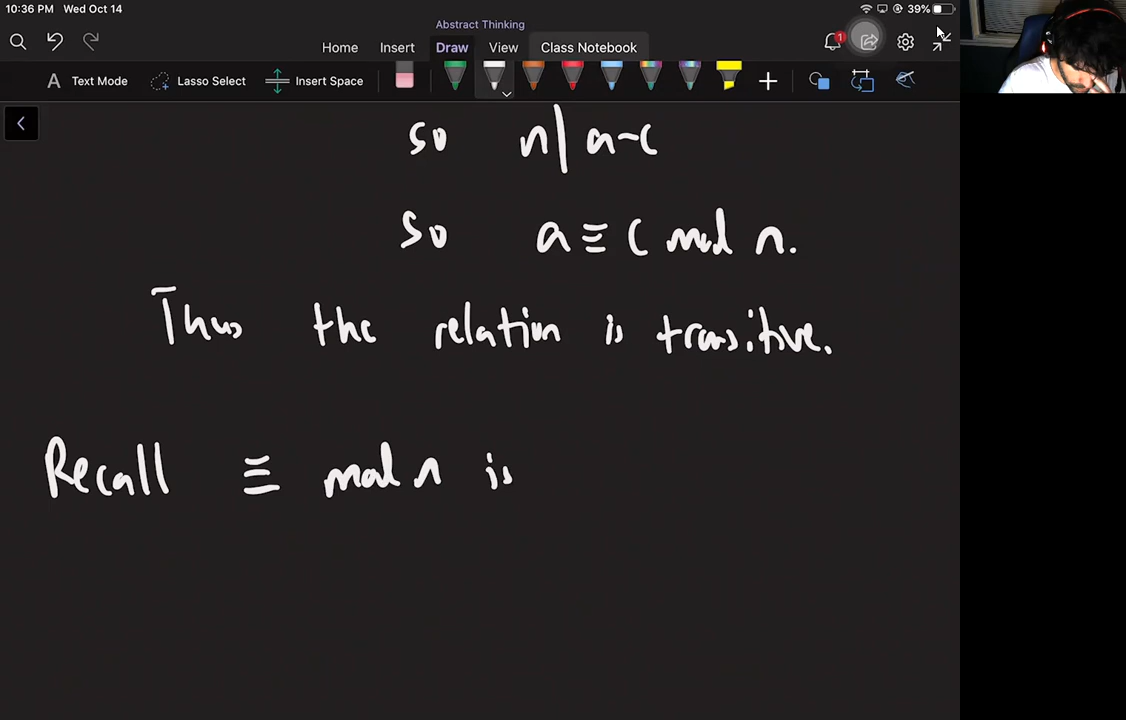 10:36 PM Wed Oct 14
39%
Abstract Thinking
Home Insert Draw View Class Notebook
1
A Text Mode Lasso Select Insert Space
so n|a-c
so a ≡ c mod n.
Thus the relation is transitive.
Recall ≡ mod n is